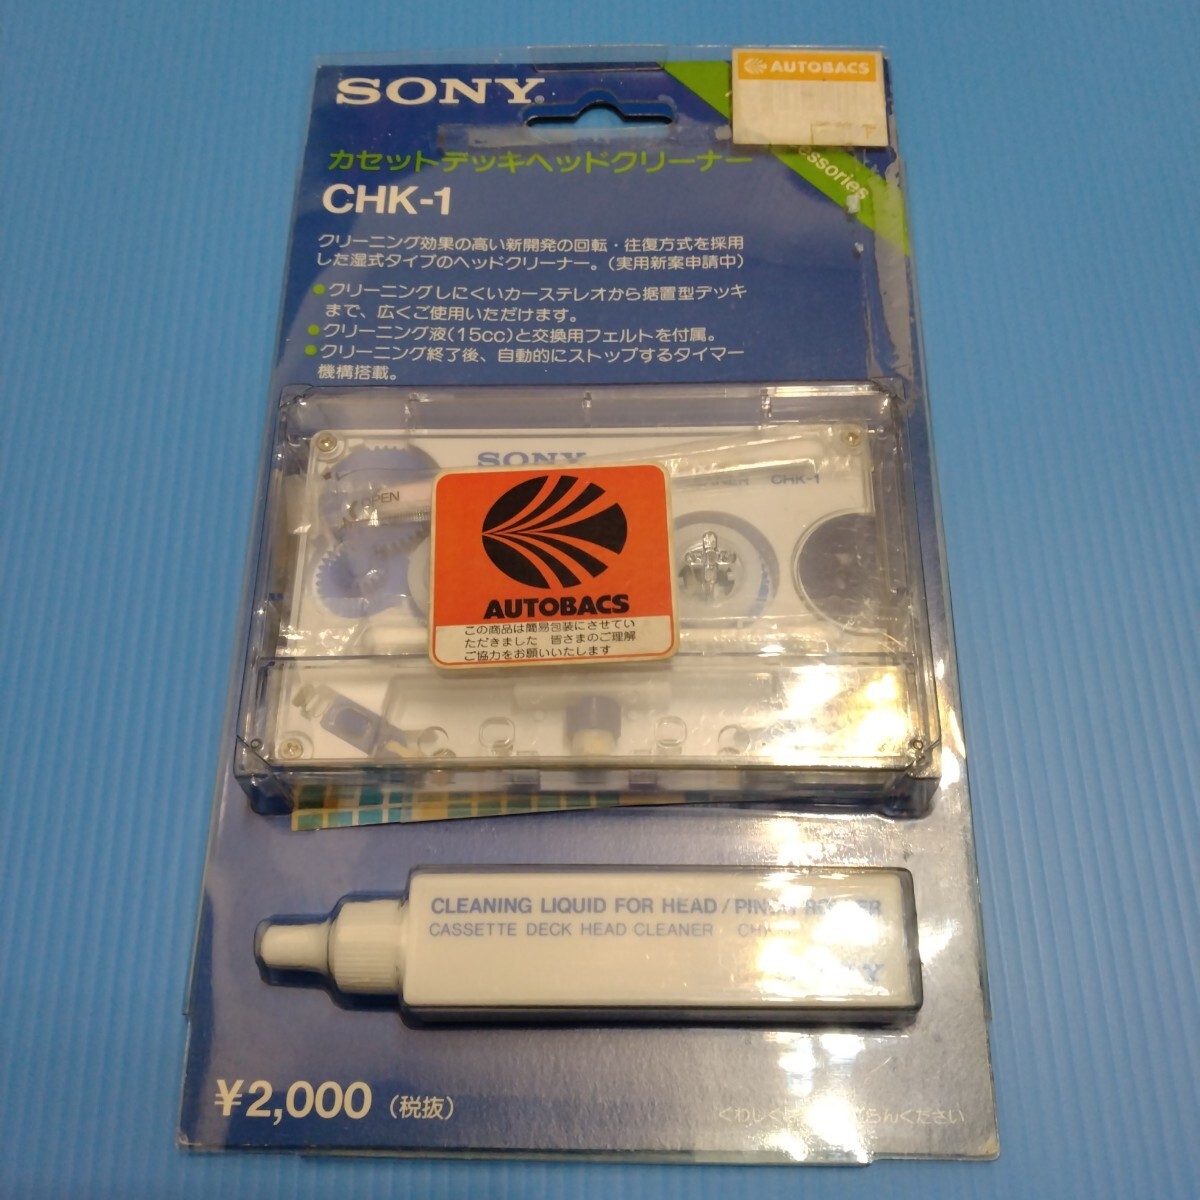 SONY®
AUTOBACS
カセットデッキヘッドクリーナー
CHK-1
クリーニング効果の高い新開発の回転・往復方式を採用
した湿式タイプのヘッドクリーナー。(実用新案申請中)
●クリーニングしにくいカーステレオから据置型デッキ
まで、広くご使用いただけます。
●クリーニング液(15cc)と交換用フェルトを付属。
●クリーニング終了後、自動的にストップするタイマー
機構搭載。
SONY
CHK-1
OPEN
AUTOBACS
この商品は簡易包装にさせてい
ただきました 皆さまのご理解
ご協力をお願いいたします
CLEANING LIQUID FOR HEAD/
CASSETTE DECK HEAD CLEANER
¥2,000(税抜)